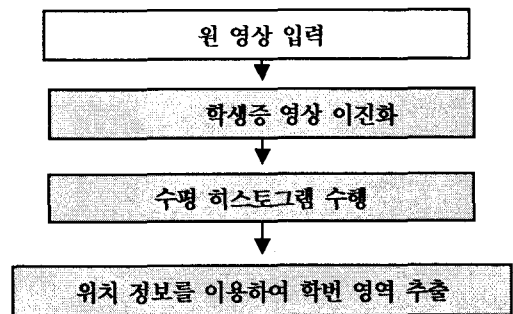 원 영상 입력
학생증 영상 이진화
수평 히스토그램 수행
위치 정보를 이용하여 학번 영역 추출